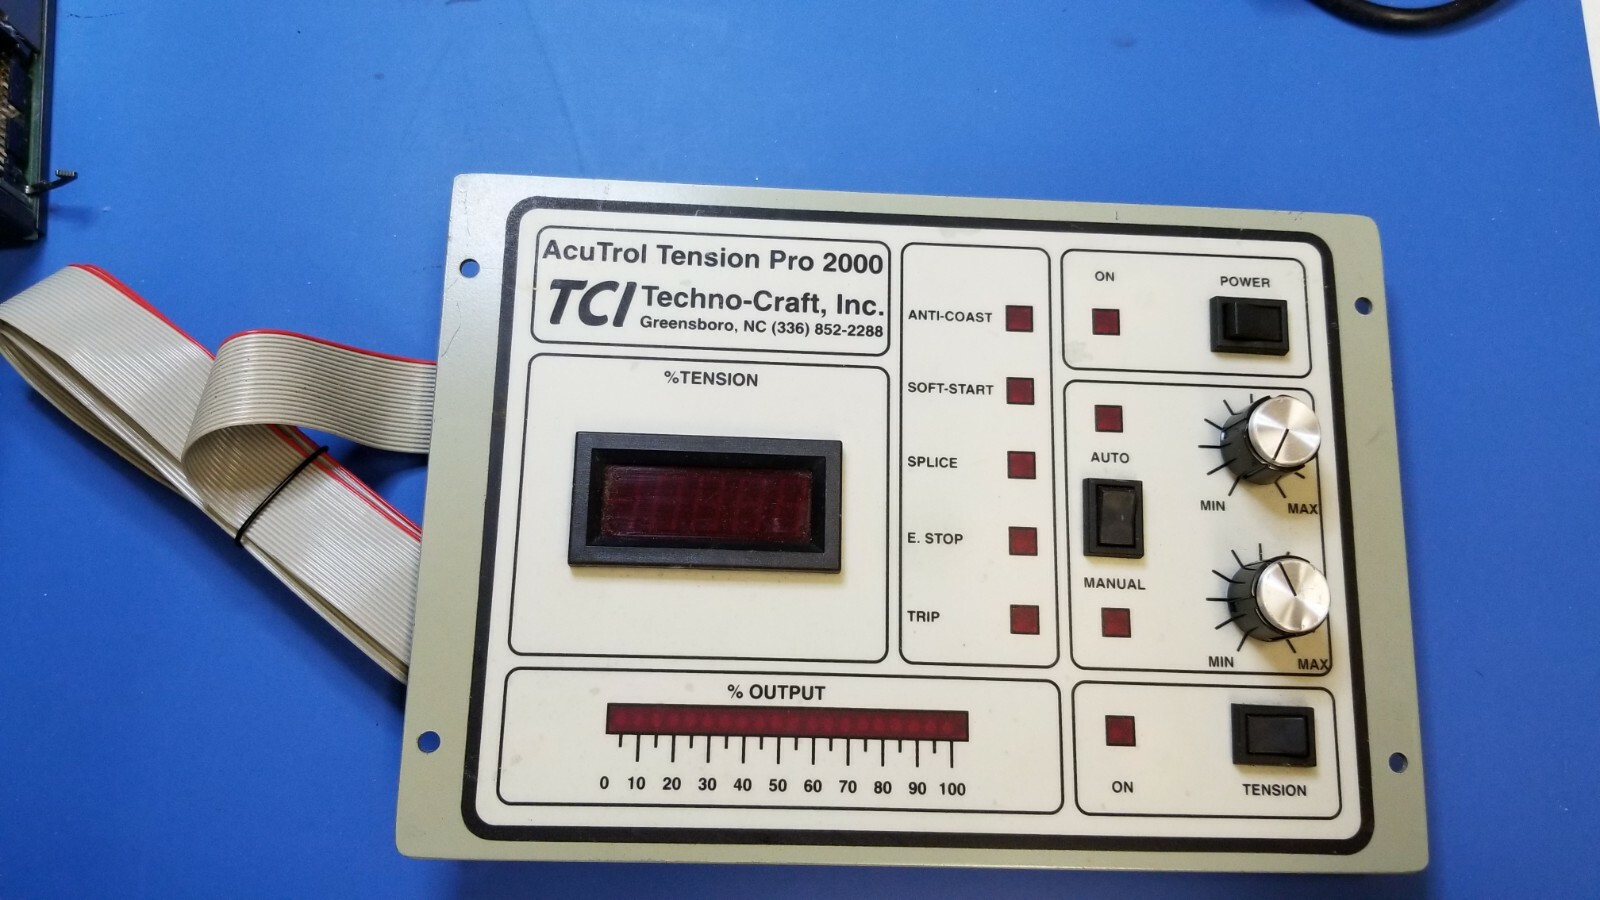 AcuTrol Tension Pro 2000
TCI Techno-Craft, Inc.
Greensboro, NC (336) 852-2288
%TENSION
% OUTPUT
0 10 20 30 40 50 60 70 80 90 100
ANTI-COAST
SOFT-START
SPLICE
E. STOP
TRIP
ON
POWER
AUTO
MIN MAX
MANUAL
MIN MAX
ON
TENSION